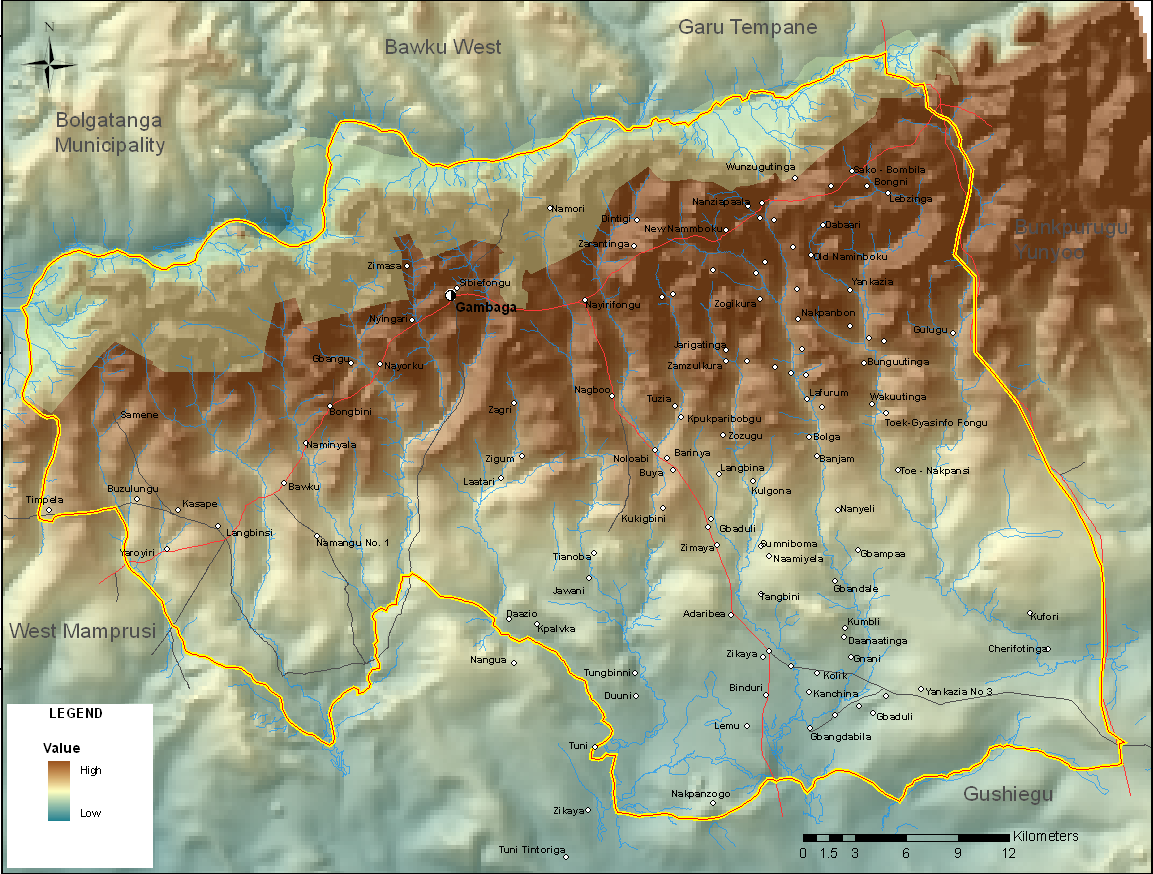 N
Garu Tempane
Bawku West
Bolgatanga
Municipality
Wunzugutinga
Sako - Bombila
Bongni
Lebzinga
Namori
Nanziapaala
Dintigi
New Nammboku
Dabaari
Bunkpurugu
Yunyoo
Zarantinga
Old Naminboku
Zimasa
Sibiefongu
Yankazia
Gambaga
Nayirifongu
Zogikura
Nakpanbon
Nyingari
Gulugu
Jarigatinga
Gbangu
Nayorku
Zamzulkura
Bunguutinga
Nagboo
Lafurum
Wakuutinga
Tuzia
Samene
Bongbini
Zagri
Kpukparibobgu
Toek-Gyasinfo Fongu
Zozugu
Bolga
Naminyala
Noloabi
Barinya
Zigum
Banjam
Buya
Langbina
Toe - Nakpansi
Laatari
Bawku
Buzulungu
Kulgona
Timpela
Kasape
Nanyeli
Kukigbini
Langbinsi
Gbaduli
Namangu No. 1
Zimaya
Gumniboma
Yaroyiri
Tianoba
Naamiyela
Gbampaa
Jawani
Gbandale
Tangbini
Daazio
Adaribea
Kufori
Kpalvka
Kumbli
West Mamprusi
Daanaatinga
Cherifotinga
Zikaya
Gnani
Nangua
Tungbinni
Kolik
Binduri
Kanchina
Yankazia No 3
Duuni
Gbaduli
Lemu
Gbangdabila
LEGEND
Tuni
Value
High
Nakpanzogo
Gushiegu
Low
Zikaya
Kilometers
0 1.5 3 6 9 12
Tuni Tintoriga